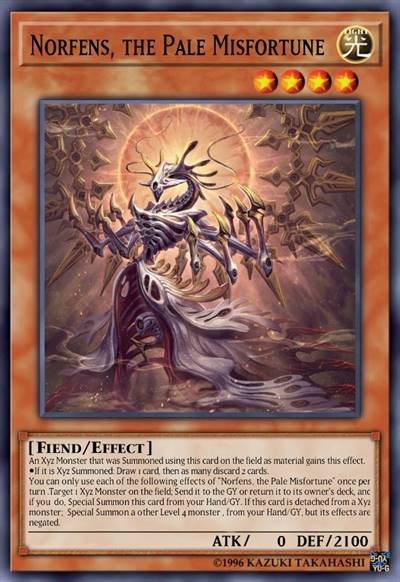 NORFENS, THE PALE MISFORTUNE
LIGHT
光
[FIEND/EFFECT]
An Xyz Monster that was Summoned using this card on the field as material gains this effect.
●If it is Xyz Summoned: Draw 1 card, then as many discard 2 cards.
You can only use each of the following effects of "Norfens, the Pale Misfortune" once per
turn .Target 1 Xyz Monster on the field; Send it to the GY or return it to its owner's deck, and
if you do, Special Summon this card from your Hand/GY. If this card is detached from a Xyz
monster; Special Summon a other Level 4 monster , from your Hand/GY, but its effects are
negated.
ATK/ 0 DEF/2100
©1996 KAZUKI TAKAHASHI